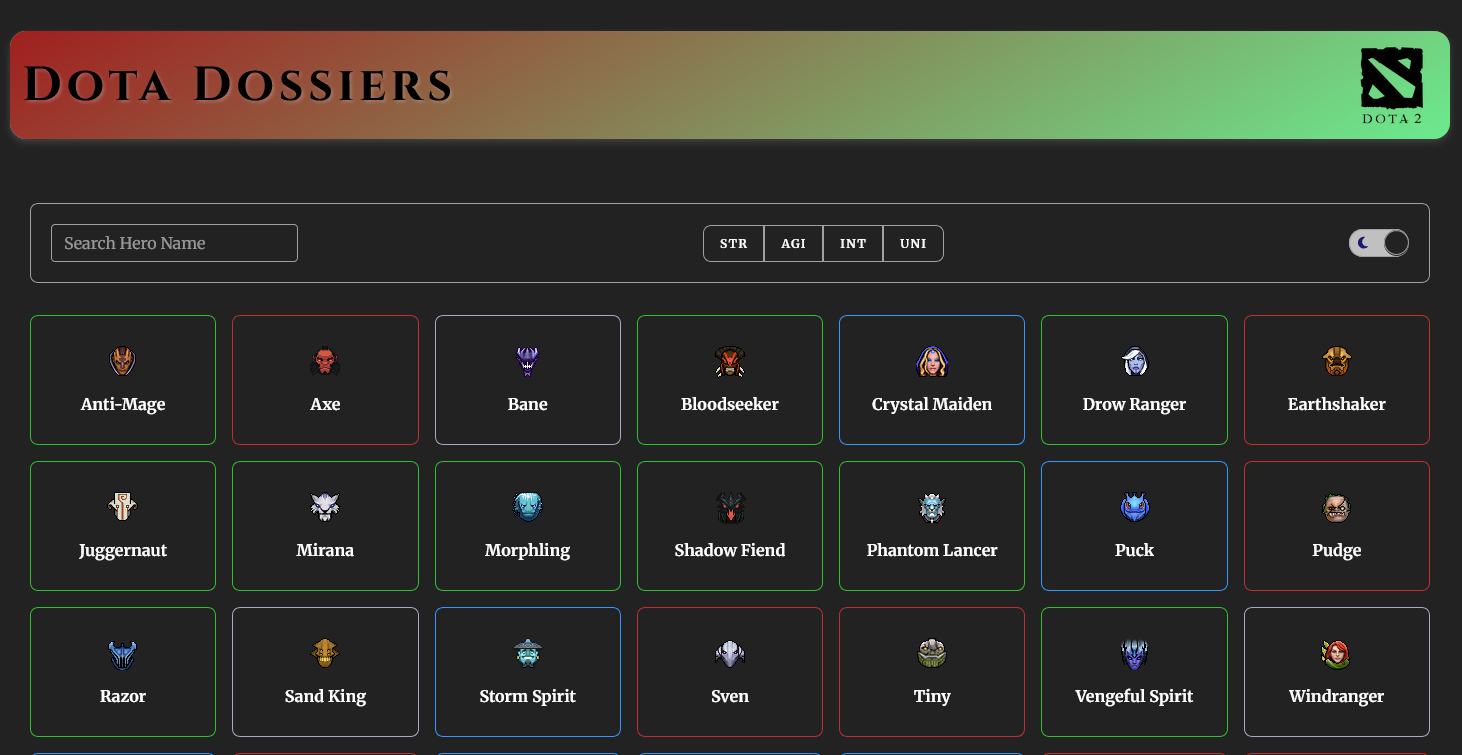 Dota Dossiers
DOTA 2
Search Hero Name
STR AGI INT UNI
Anti-Mage Axe Bane Bloodseeker Crystal Maiden Drow Ranger Earthshaker
Juggernaut Mirana Morphling Shadow Fiend Phantom Lancer Puck Pudge
Razor Sand King Storm Spirit Sven Tiny Vengeful Spirit Windranger